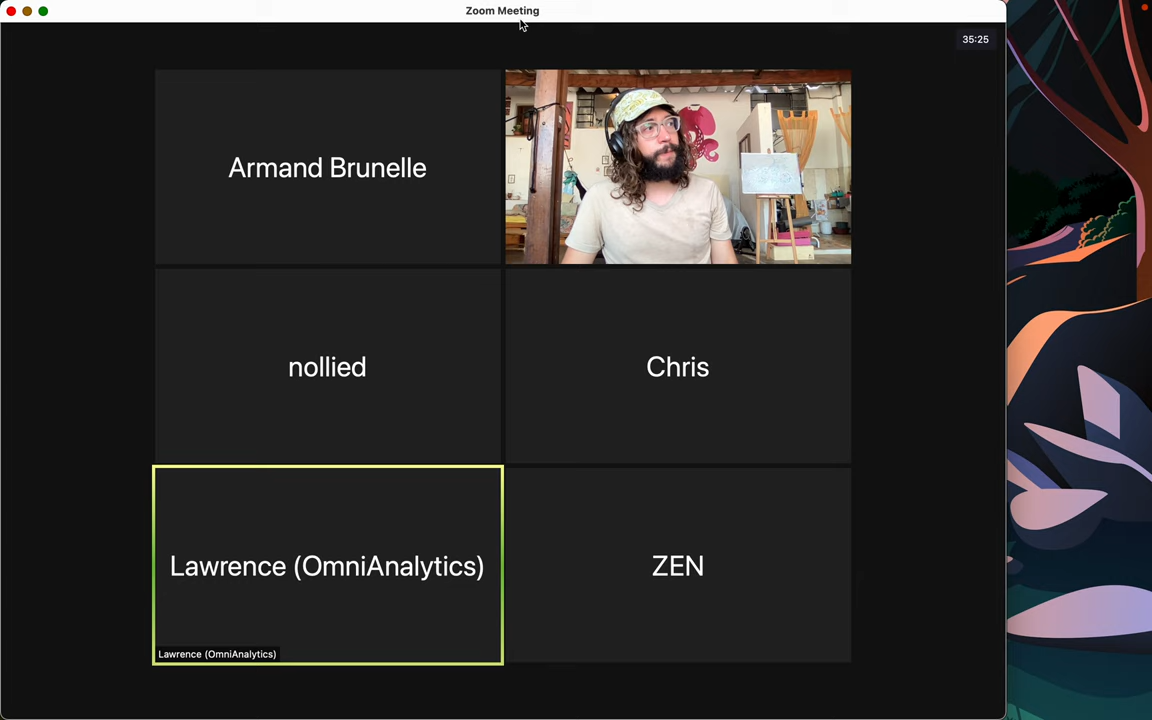 Zoom Meeting
35:25
Armand Brunelle
nollied
Chris
Lawrence (OmniAnalytics)
ZEN
Lawrence (OmniAnalytics)